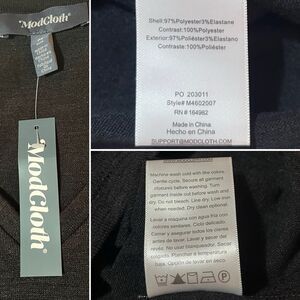 ModCloth
ModCloth®
Shell:97%Polyester3%Elastane
Contrast:100%Polyester
Exterior:97%Poliéster3%Elastano
Contraste:100%Poliéster
PO 203011
Style# M4602007
RN # 164982
Made in China
Hecho en China
SUPPORT@MODCLOTH.COM
Machine wash cold with like colors.
Gentle cycle. Secure all garment
closures before washing. Turn
garment inside out before wash and
dry. Do not bleach. Line dry. Low iron
when needed. Dry clean optional.
Lavar a máquina con agua fría con
colores similares. Ciclo delicado.
Cerrar y asegurar todos los cierres
antes de lavar. Lavar y secar del
revés. No usar blanqueador. Secado
colgado. Planchar a temperatura
baja. Opción de lavado en seco.